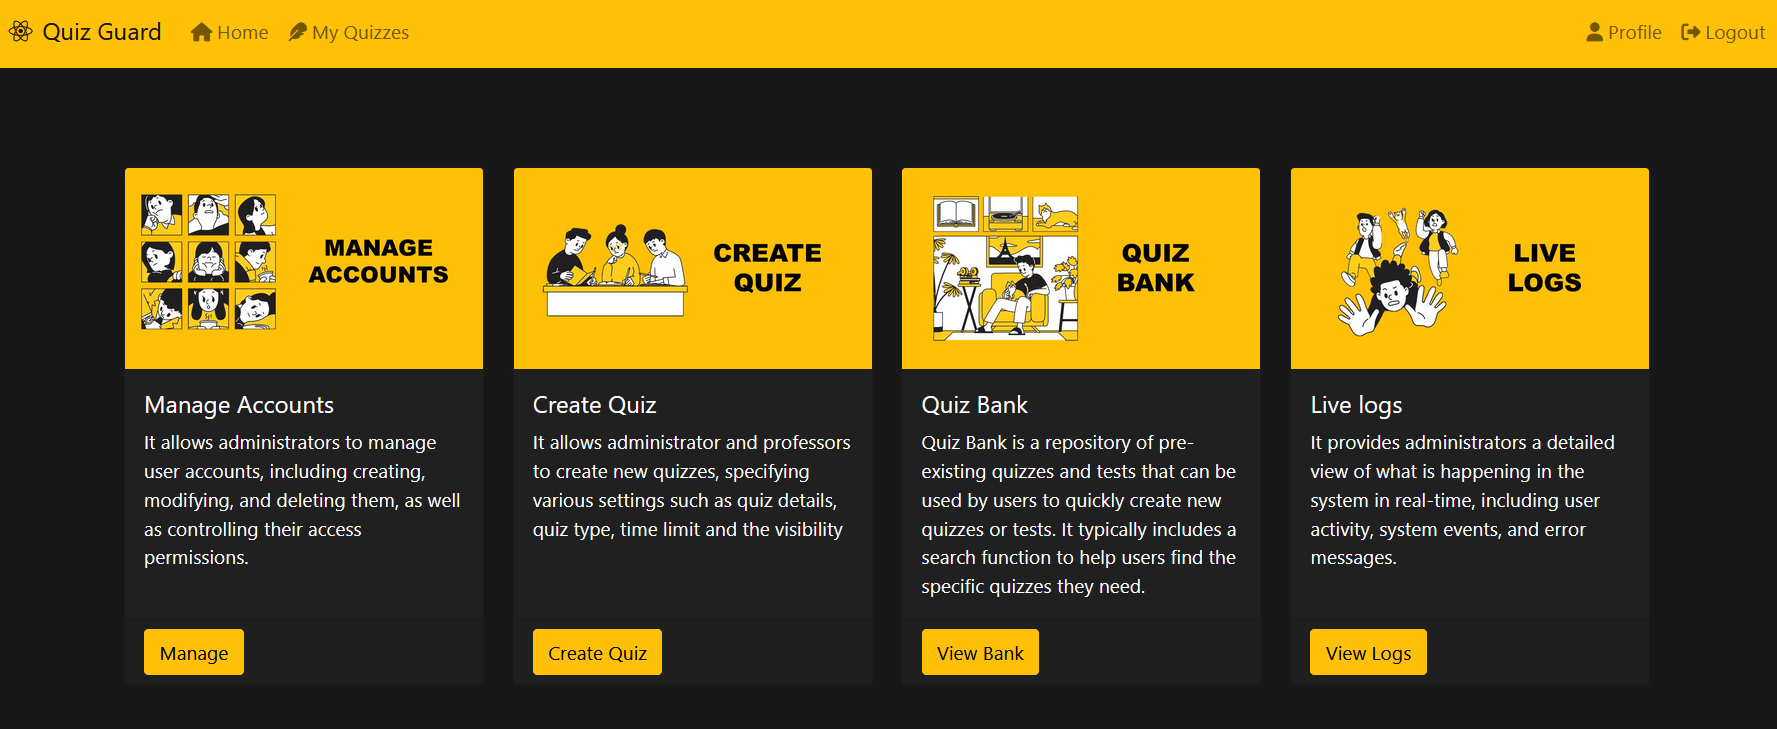 Quiz Guard Home My Quizzes Profile Logout
MANAGE
ACCOUNTS
CREATE
QUIZ
QUIZ
BANK
LIVE
LOGS
Manage Accounts
It allows administrators to manage
user accounts, including creating,
modifying, and deleting them, as well
as controlling their access
permissions.
Manage
Create Quiz
It allows administrator and professors
to create new quizzes, specifying
various settings such as quiz details,
quiz type, time limit and the visibility
Create Quiz
Quiz Bank
Quiz Bank is a repository of pre-
existing quizzes and tests that can be
used by users to quickly create new
quizzes or tests. It typically includes a
search function to help users find the
specific quizzes they need.
View Bank
Live logs
It provides administrators a detailed
view of what is happening in the
system in real-time, including user
activity, system events, and error
messages.
View Logs